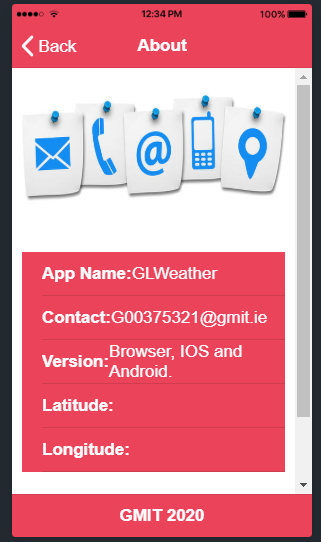 12:34 PM 100%
Back About
App Name:GLWeather
Contact:G00375321@gmit.ie
Version:Browser, IOS and
Android.
Latitude:
Longitude:
GMIT 2020